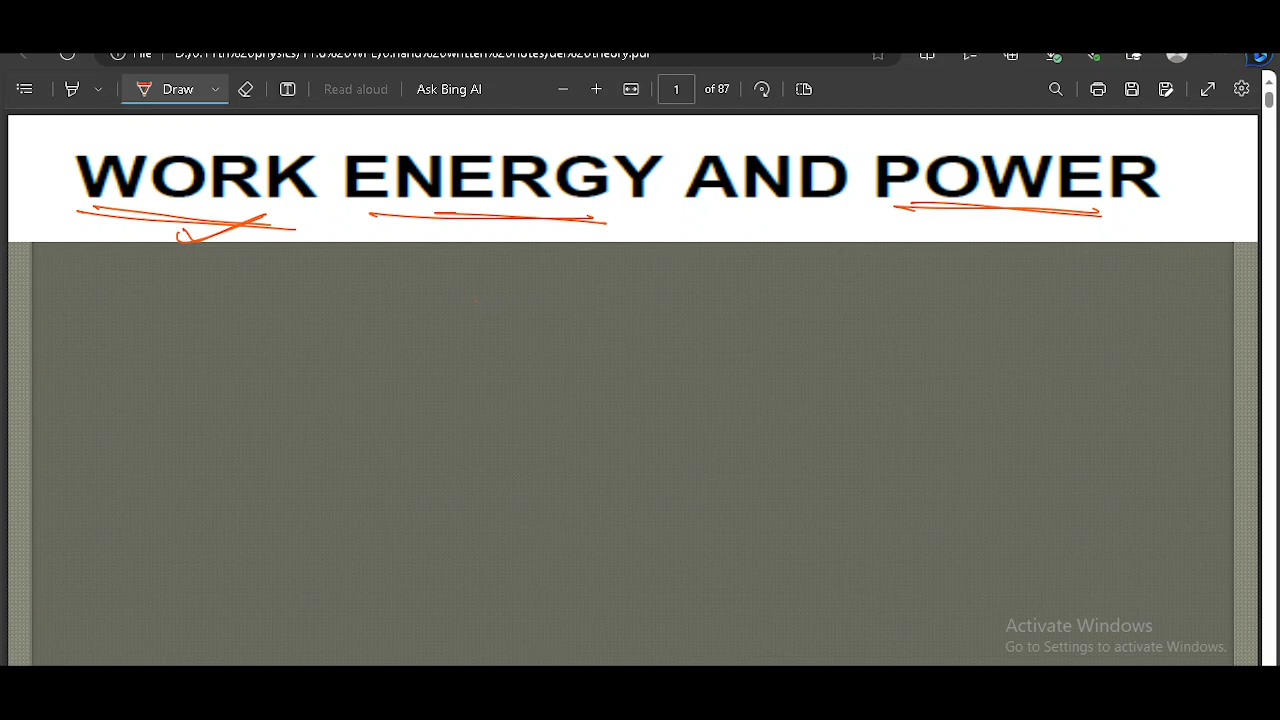 Draw
Read aloud
Ask Bing AI
1
of 87
WORK ENERGY AND POWER
Activate Windows
Go to Settings to activate Windows.